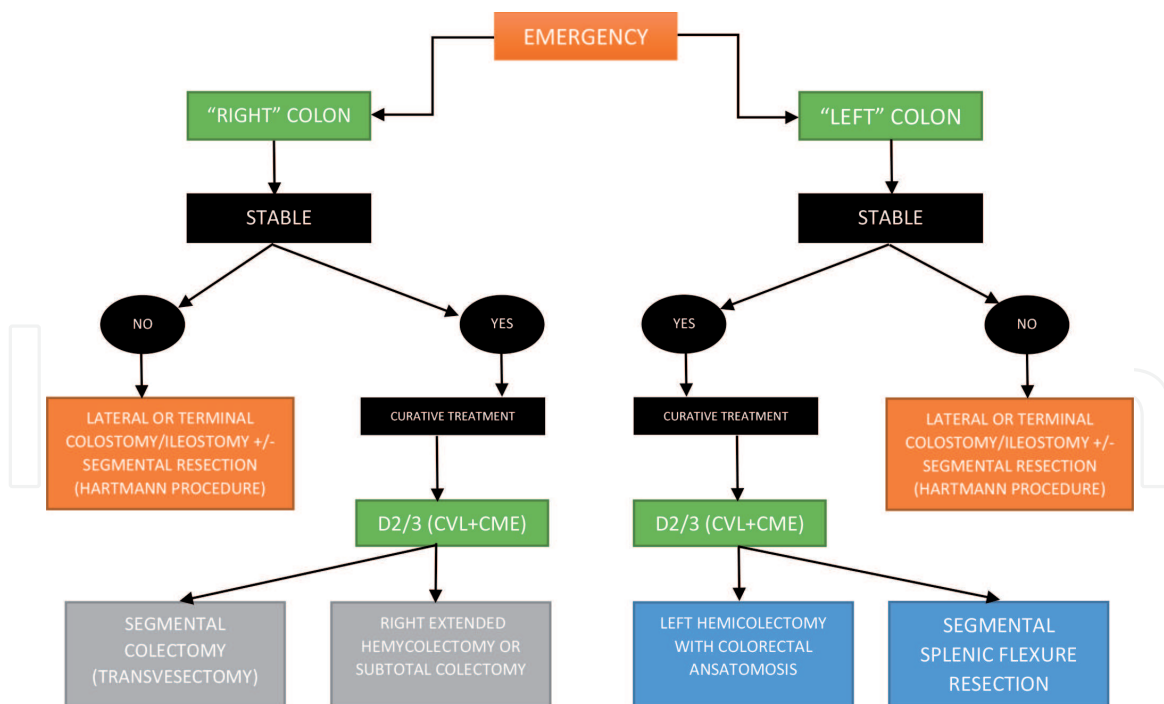 EMERGENCY
"RIGHT" COLON
"LEFT" COLON
STABLE
STABLE
NO
YES
YES
NO
LATERAL OR TERMINAL
COLOSTOMY/ILEOSTOMY +/-
SEGMENTAL RESECTION
(HARTMANN PROCEDURE)
CURATIVE TREATMENT
CURATIVE TREATMENT
LATERAL OR TERMINAL
COLOSTOMY/ILEOSTOMY +/-
SEGMENTAL RESECTION
(HARTMANN PROCEDURE)
D2/3 (CVL+CME)
D2/3 (CVL+CME)
SEGMENTAL
COLECTOMY
(TRANSVESECTOMY)
RIGHT EXTENDED
HEMYCOLECTOMY OR
SUBTOTAL COLECTOMY
LEFT HEMICOLECTOMY
WITH COLORECTAL
ANSATOMOSIS
SEGMENTAL
SPLENIC FLEXURE
RESECTION